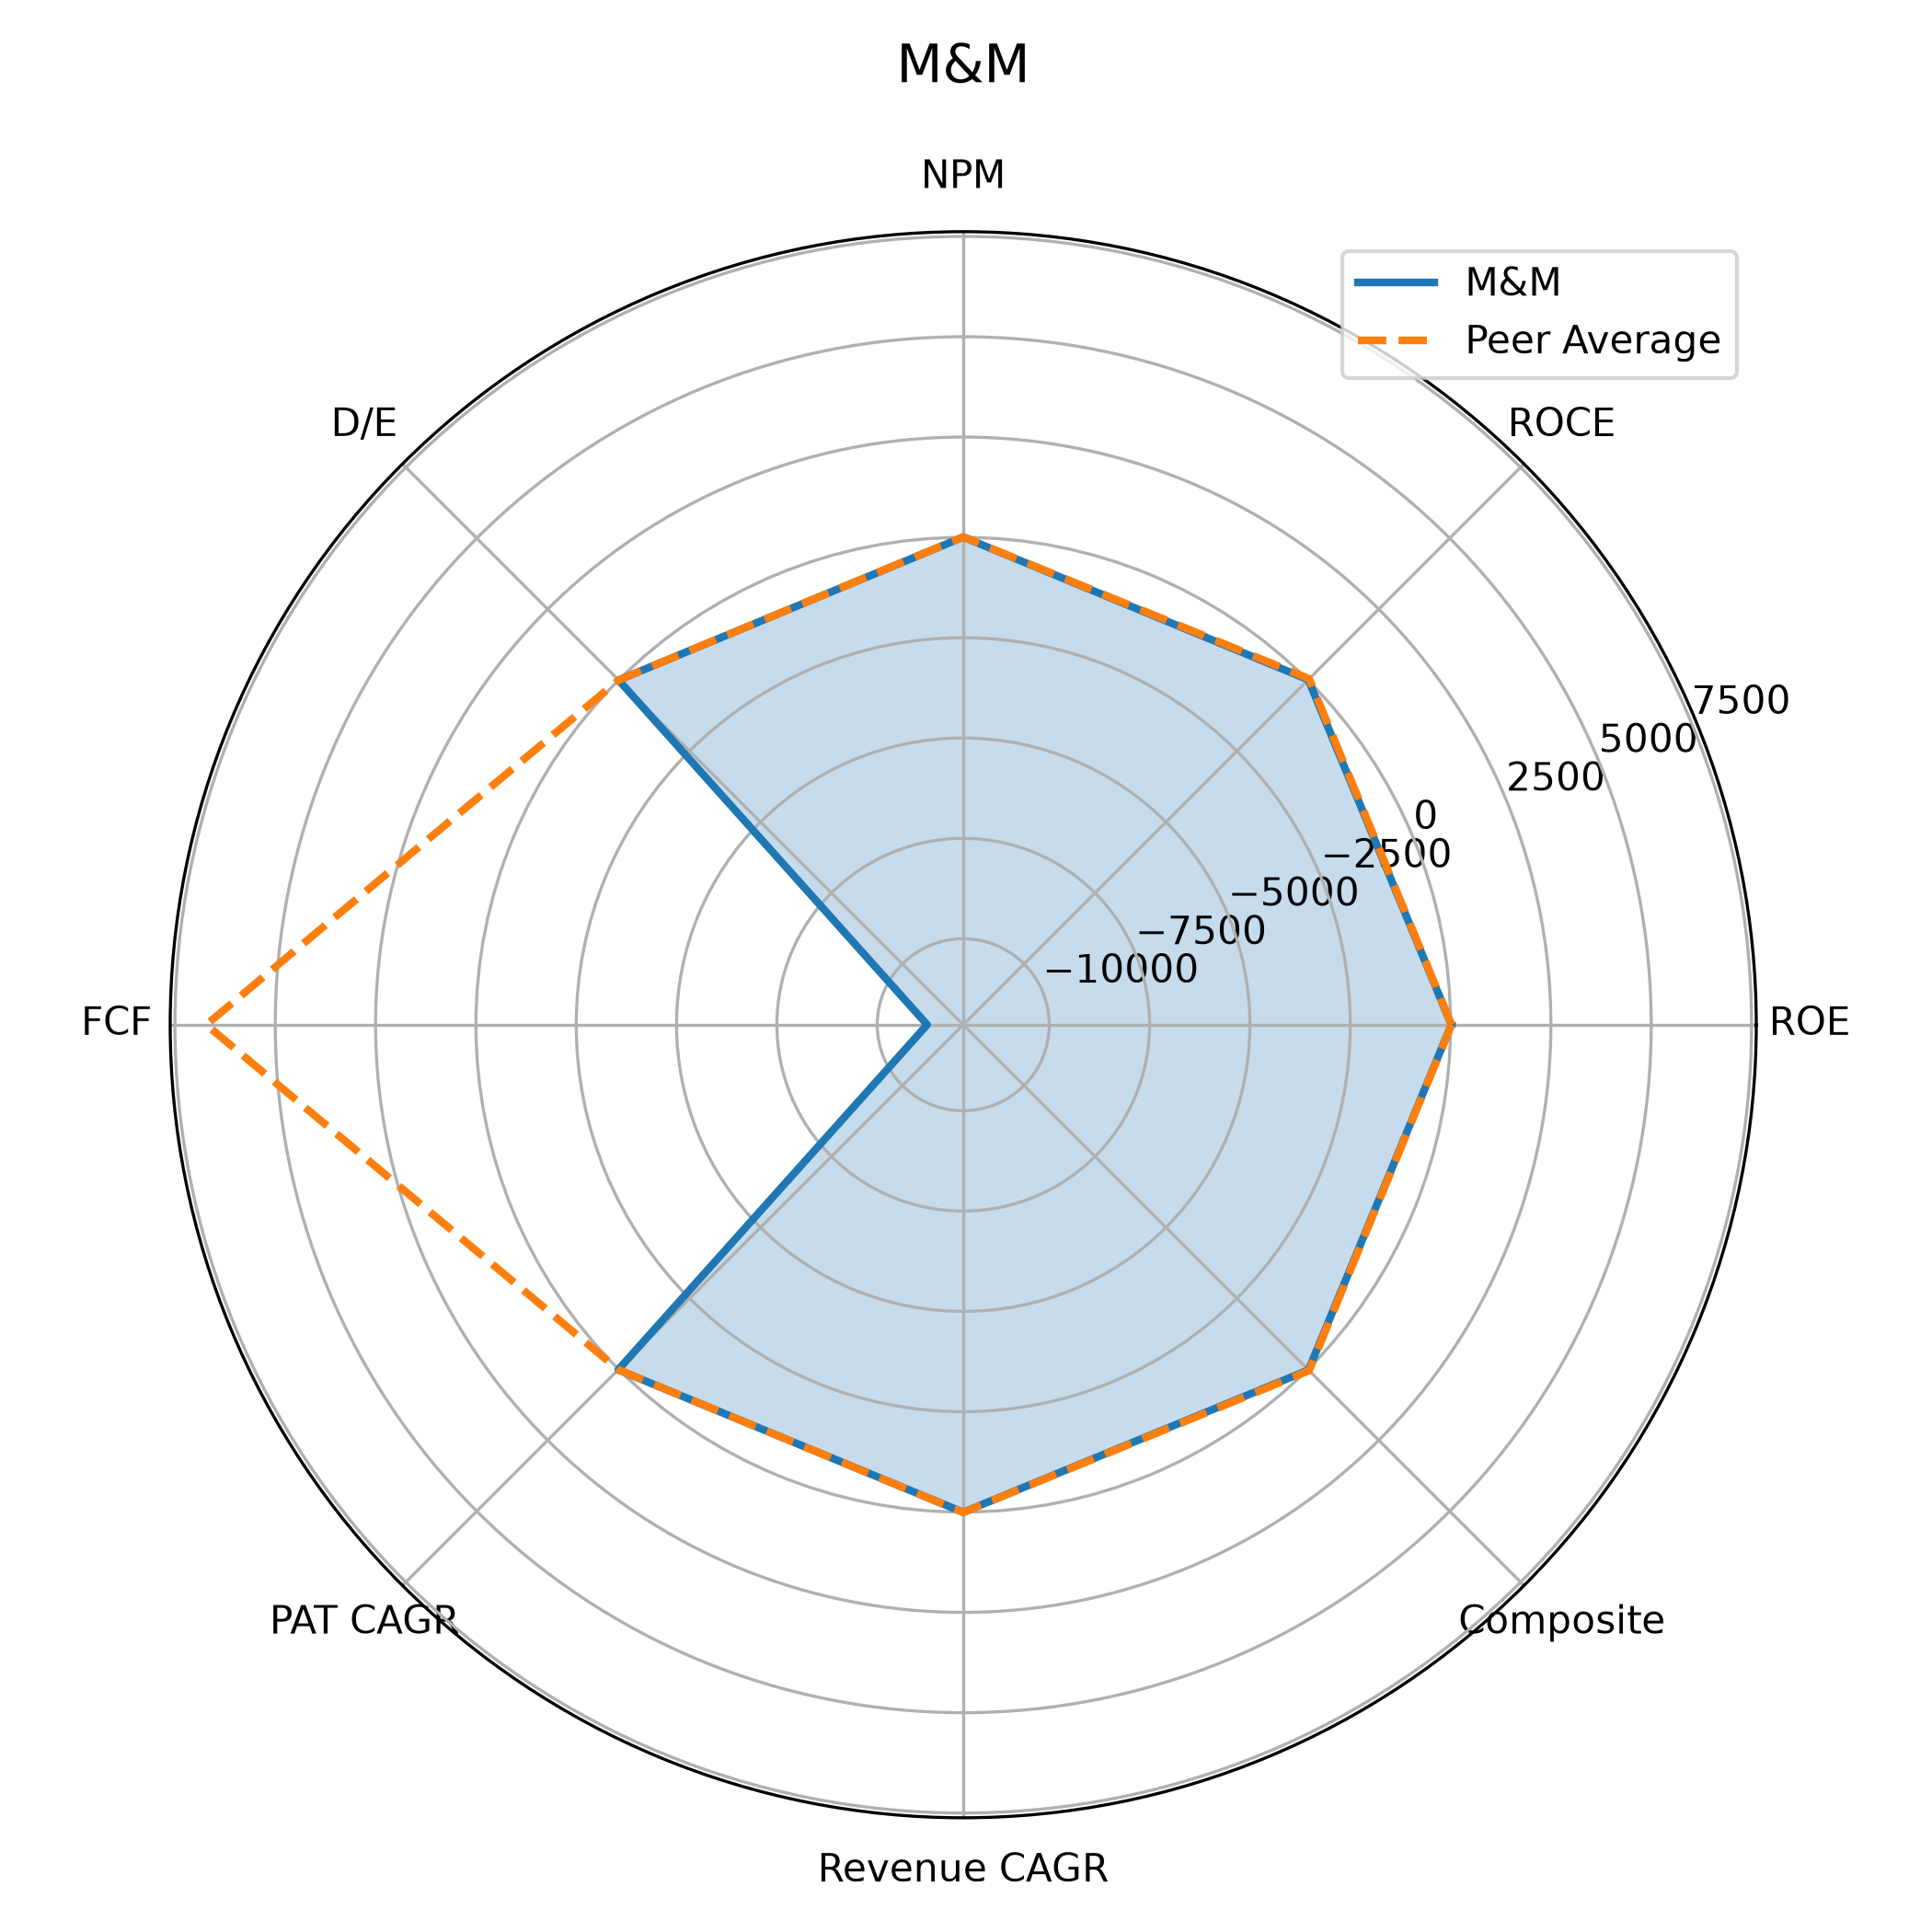 M&M
NPM
M&M
Peer Average
D/E
ROCE
7500
5000
2500
0
−2500
−5000
−7500
−10000
FCF
ROE
PAT CAGR
Composite
Revenue CAGR